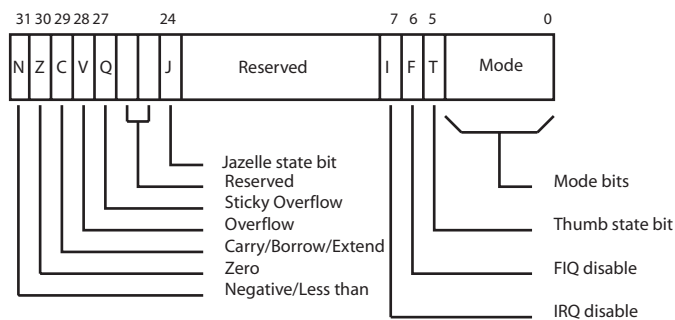 31 30 29 28 27 24 7 6 5 0
N Z C V Q J Reserved I F T Mode
Jazelle state bit
Reserved Mode bits
Sticky Overflow
Overflow Thumb state bit
Carry/Borrow/Extend
Zero FIQ disable
Negative/Less than
IRQ disable